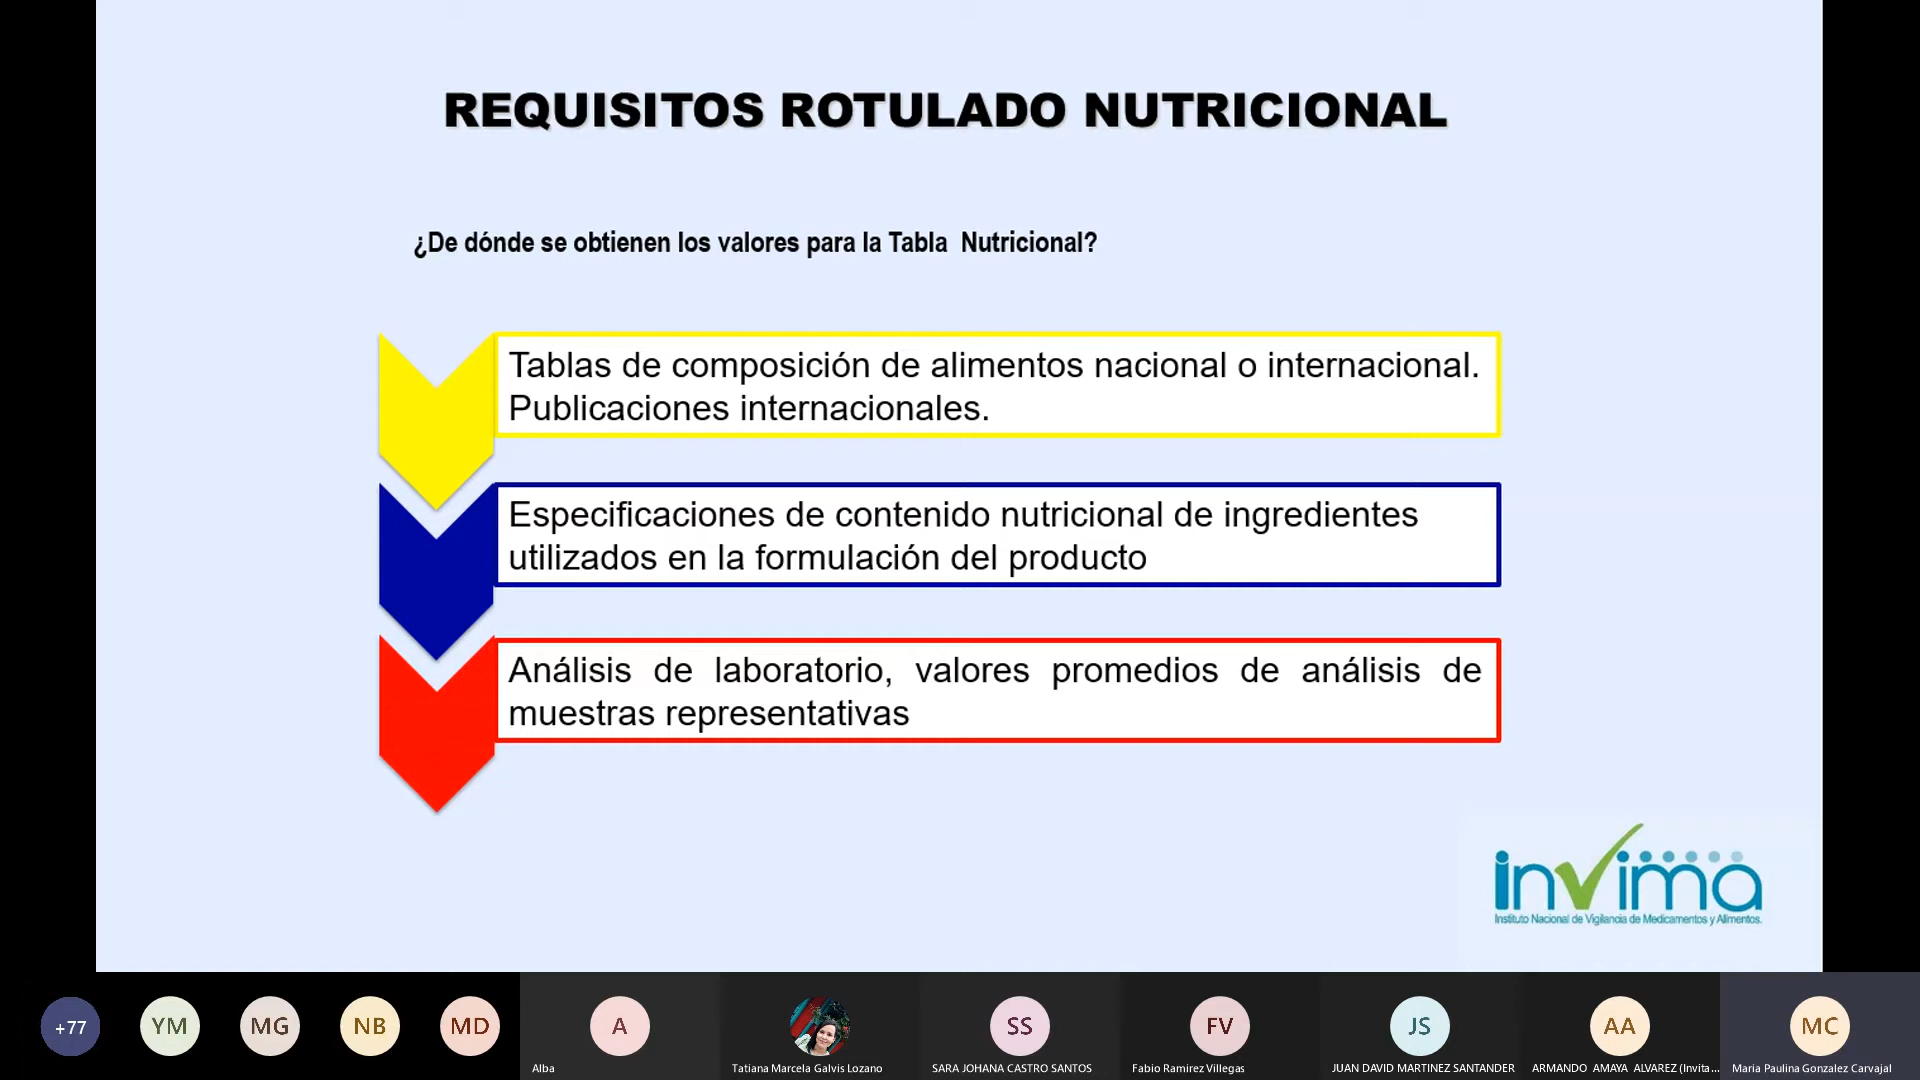 REQUISITOS ROTULADO NUTRICIONAL
¿De dónde se obtienen los valores para la Tabla  Nutricional?
Tablas de composición de alimentos nacional o internacional.
Publicaciones internacionales.
Especificaciones de contenido nutricional de ingredientes
utilizados en la formulación del producto
Análisis de laboratorio, valores promedios de análisis de
muestras representativas
invima
Instituto Nacional de Vigilancia de Medicamentos y Alimentos.
+77
YM
MG
NB
MD
A
SS
FV
JS
AA
MC
Alba
Tatiana Marcela Galvis Lozano
SARA JOHANA CASTRO SANTOS
Fabio Ramirez Villegas
JUAN DAVID MARTINEZ SANTANDER
ARMANDO AMAYA ALVAREZ (Invita...
Maria Paulina Gonzalez Carvajal